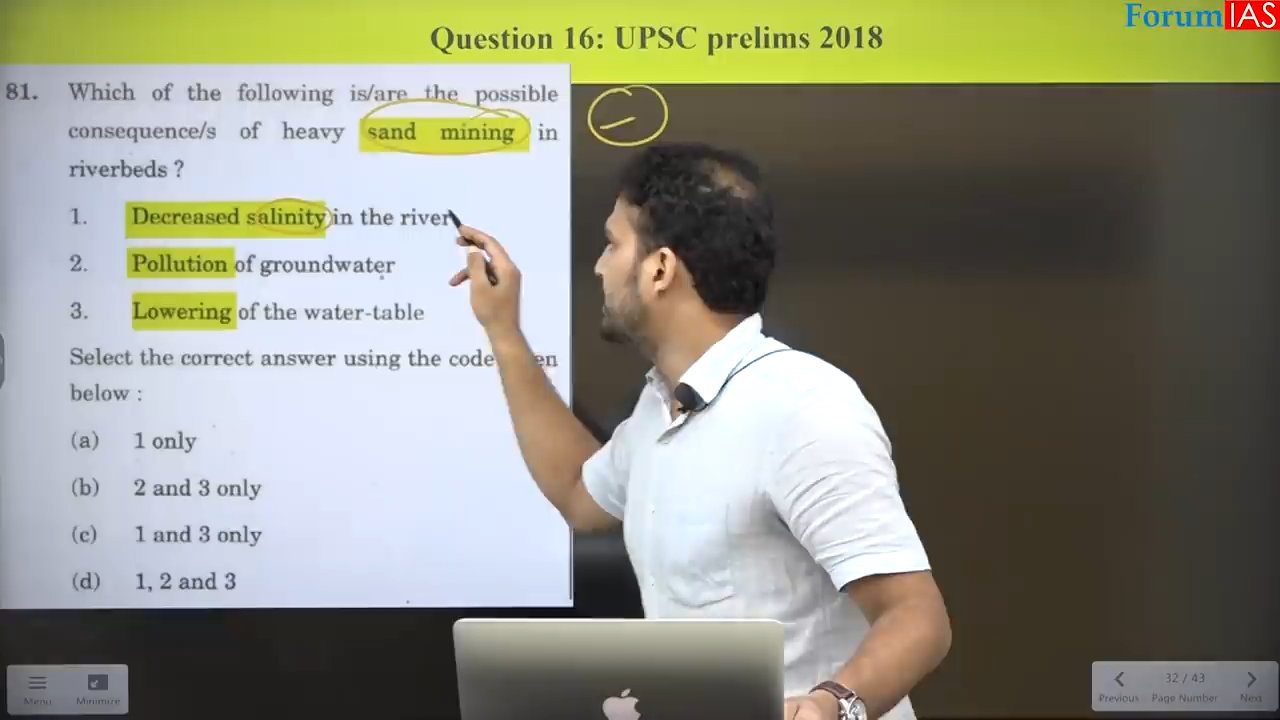 ForumIAS
Question 16: UPSC prelims 2018
81. Which of the following is/are the possible
consequence/s of heavy sand mining in
riverbeds ?
1. Decreased salinity in the river
2. Pollution of groundwater
3. Lowering of the water-table
Select the correct answer using the code en
below :
(a) 1 only
(b) 2 and 3 only
(c) 1 and 3 only
(d) 1, 2 and 3
Menu
Minimize
32 / 43
Previous Page Number Next